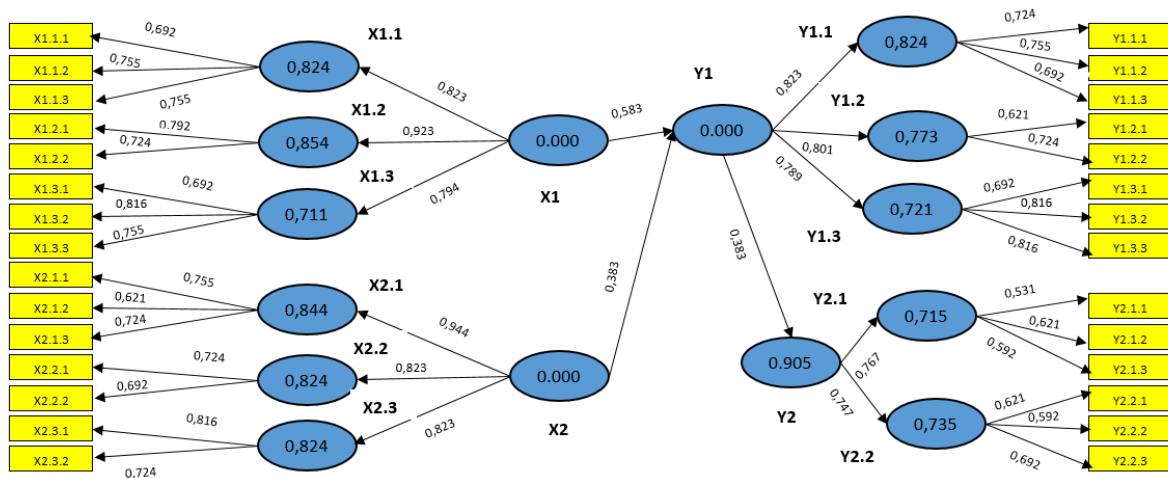 X1.1.1
X1.1.2
X1.1.3
X1.2.1
X1.2.2
X1.3.1
X1.3.2
X1.3.3
X2.1.1
X2.1.2
X2.1.3
X2.2.1
X2.2.2
X2.3.1
X2.3.2
0,692
0,755
0,755
0.792
0,724
0,692
0,816
0,755
0,755
0,621
0,724
0,724
0,692
0,816
0.724
X1.1
0,824
X1.2
0,854
X1.3
0,711
X2.1
0,844
X2.2
0,824
X2.3
0,824
0,823
0,923
0,794
0,944
0,823
0,823
0.000
X1
0.000
X2
0,583
0,383
Y1
0.000
0,383
0.905
Y2
0,823
0,801
0,789
0,767
0,747
Y1.1
0,824
Y1.2
0,773
Y1.3
0,721
Y2.1
0,715
0,735
Y2.2
0,724
0,755
0,692
0,621
0,724
0,692
0,816
0,816
0,531
0,621
0,592
0,621
0,592
0,692
Y1.1.1
Y1.1.2
Y1.1.3
Y1.2.1
Y1.2.2
Y1.3.1
Y1.3.2
Y1.3.3
Y2.1.1
Y2.1.2
Y2.1.3
Y2.2.1
Y2.2.2
Y2.2.3